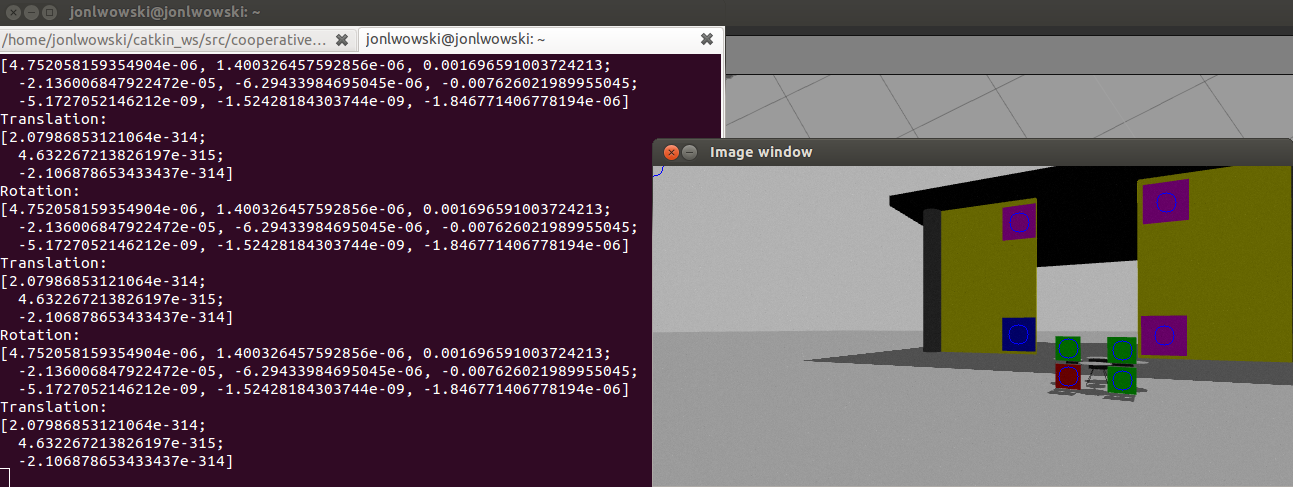 jonlwowski@jonlwowski: ~
/home/jonlwowski/catkin_ws/src/cooperative... jonlwowski@jonlwowski: ~
[4.752058159354904e-06, 1.400326457592856e-06, 0.001696591003724213;
-2.136006847922472e-05, -6.29433984695045e-06, -0.007626021989955045;
-5.1727052146212e-09, -1.52428184303744e-09, -1.846771406778194e-06]
Translation:
[2.07986853121064e-314;
4.632267213826197e-315;
-2.106878653433437e-314]
Rotation:
[4.752058159354904e-06, 1.400326457592856e-06, 0.001696591003724213;
-2.136006847922472e-05, -6.29433984695045e-06, -0.007626021989955045;
-5.1727052146212e-09, -1.52428184303744e-09, -1.846771406778194e-06]
Translation:
[2.07986853121064e-314;
4.632267213826197e-315;
-2.106878653433437e-314]
Rotation:
[4.752058159354904e-06, 1.400326457592856e-06, 0.001696591003724213;
-2.136006847922472e-05, -6.29433984695045e-06, -0.007626021989955045;
-5.1727052146212e-09, -1.52428184303744e-09, -1.846771406778194e-06]
Translation:
[2.07986853121064e-314;
4.632267213826197e-315;
-2.106878653433437e-314]
Image window